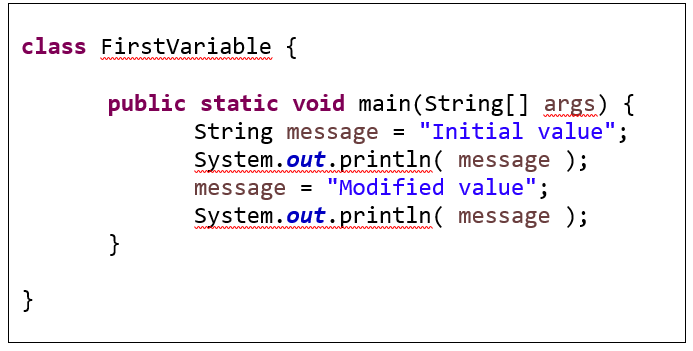 class FirstVariable {
public static void main(String[] args) {
String message = "Initial value";
System.out.println( message );
message = "Modified value";
System.out.println( message );
}
}